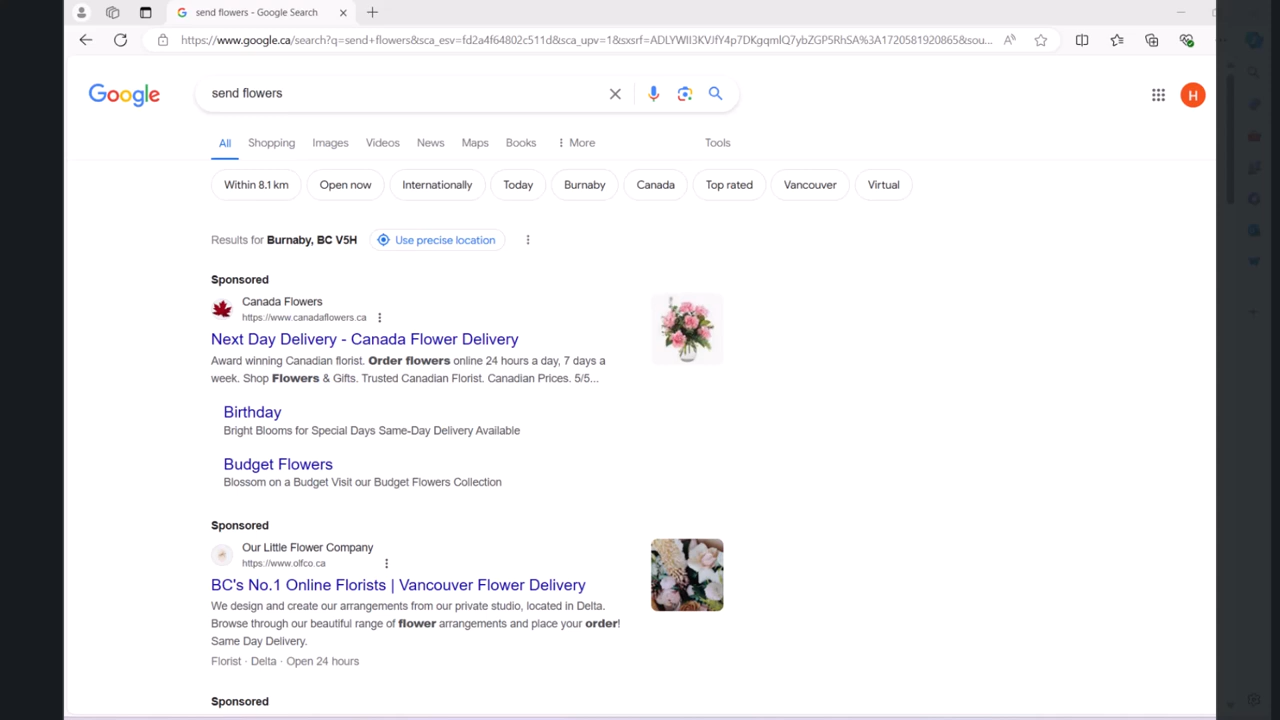 send flowers - Google Search
https://www.google.ca/search?q=send+flowers&sca_esv=fd2a4f64802c511d&sca_upv=1&sxsrf=ADLYWII3KVJfY4p7DKgqmIQ7ybZGP5RhSA%3A1720581920865&sou...
Google
send flowers
H
All Shopping Images Videos News Maps Books More Tools
Within 8.1 km Open now Internationally Today Burnaby Canada Top rated Vancouver Virtual
Results for Burnaby, BC V5H Use precise location
Sponsored
Canada Flowers
https://www.canadaflowers.ca
Next Day Delivery - Canada Flower Delivery
Award winning Canadian florist. Order flowers online 24 hours a day, 7 days a
week. Shop Flowers & Gifts. Trusted Canadian Florist. Canadian Prices. 5/5...
Birthday
Bright Blooms for Special Days Same-Day Delivery Available
Budget Flowers
Blossom on a Budget Visit our Budget Flowers Collection
Sponsored
Our Little Flower Company
https://www.olfco.ca
BC's No.1 Online Florists | Vancouver Flower Delivery
We design and create our arrangements from our private studio, located in Delta.
Browse through our beautiful range of flower arrangements and place your order!
Same Day Delivery.
Florist · Delta · Open 24 hours
Sponsored